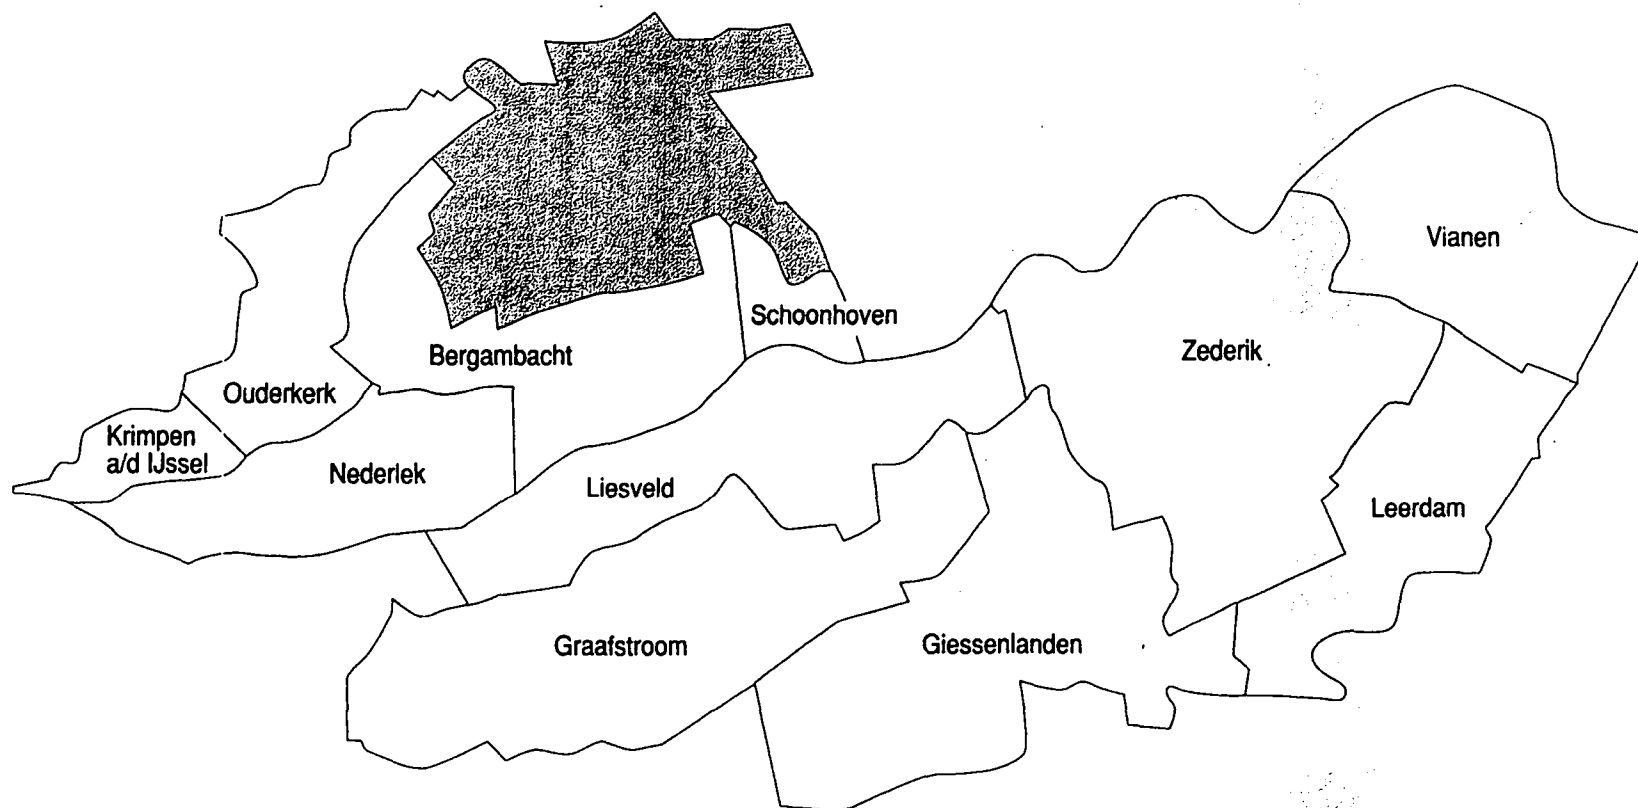 Vianen
Schoonhoven
Zederik
Bergambacht
Ouderkerk
Krimpen
a/d IJssel
Nederlek
Liesveld
Leerdam
Graafstroom
Giessenlanden